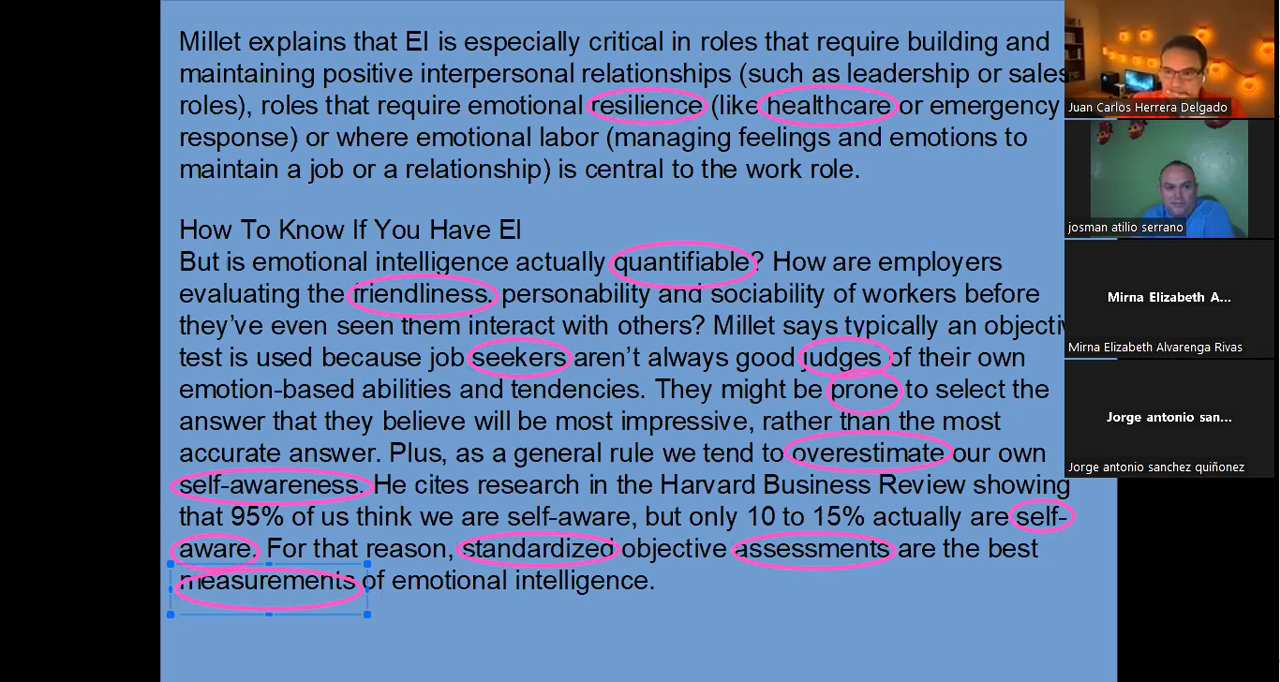 Millet explains that EI is especially critical in roles that require building and
maintaining positive interpersonal relationships (such as leadership or sales
roles), roles that require emotional resilience (like healthcare or emergency
response) or where emotional labor (managing feelings and emotions to
maintain a job or a relationship) is central to the work role.
How To Know If You Have EI
But is emotional intelligence actually quantifiable? How are employers
evaluating the friendliness, personability and sociability of workers before
they've even seen them interact with others? Millet says typically an objectiv
test is used because job seekers aren't always good judges of their own
emotion-based abilities and tendencies. They might be prone to select the
answer that they believe will be most impressive, rather than the most
accurate answer. Plus, as a general rule we tend to overestimate our own
self-awareness. He cites research in the Harvard Business Review showing
that 95% of us think we are self-aware, but only 10 to 15% actually are self-
aware. For that reason, standardized objective assessments are the best
measurements of emotional intelligence.
Juan Carlos Herrera Delgado
josman atilio serrano
Mirna Elizabeth A...
Mirna Elizabeth Alvarenga Rivas
Jorge antonio san...
Jorge antonio sanchez quiñonez